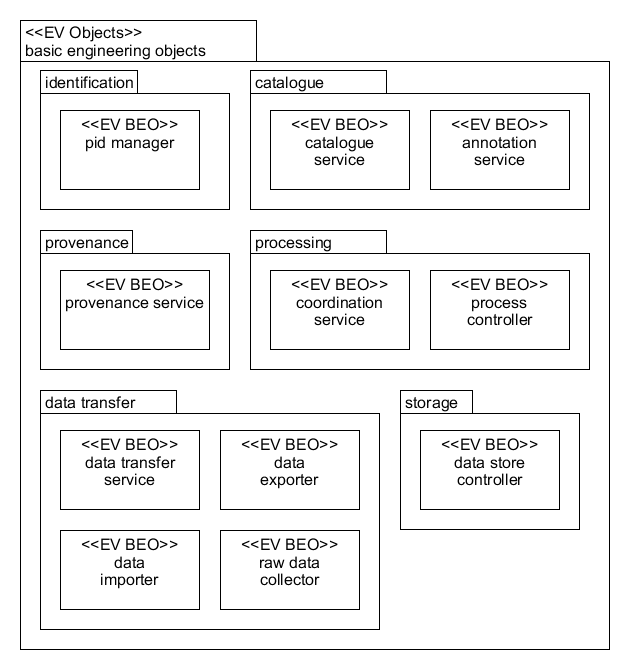 <<EV Objects>>
basic engineering objects
identification
<<EV BEO>>
pid manager
catalogue
<<EV BEO>>
catalogue
service
<<EV BEO>>
annotation
service
provenance
<<EV BEO>>
provenance service
processing
<<EV BEO>>
coordination
service
<<EV BEO>>
process
controller
data transfer
<<EV BEO>>
data transfer
service
<<EV BEO>>
data
exporter
<<EV BEO>>
data
importer
<<EV BEO>>
raw data
collector
storage
<<EV BEO>>
data store
controller